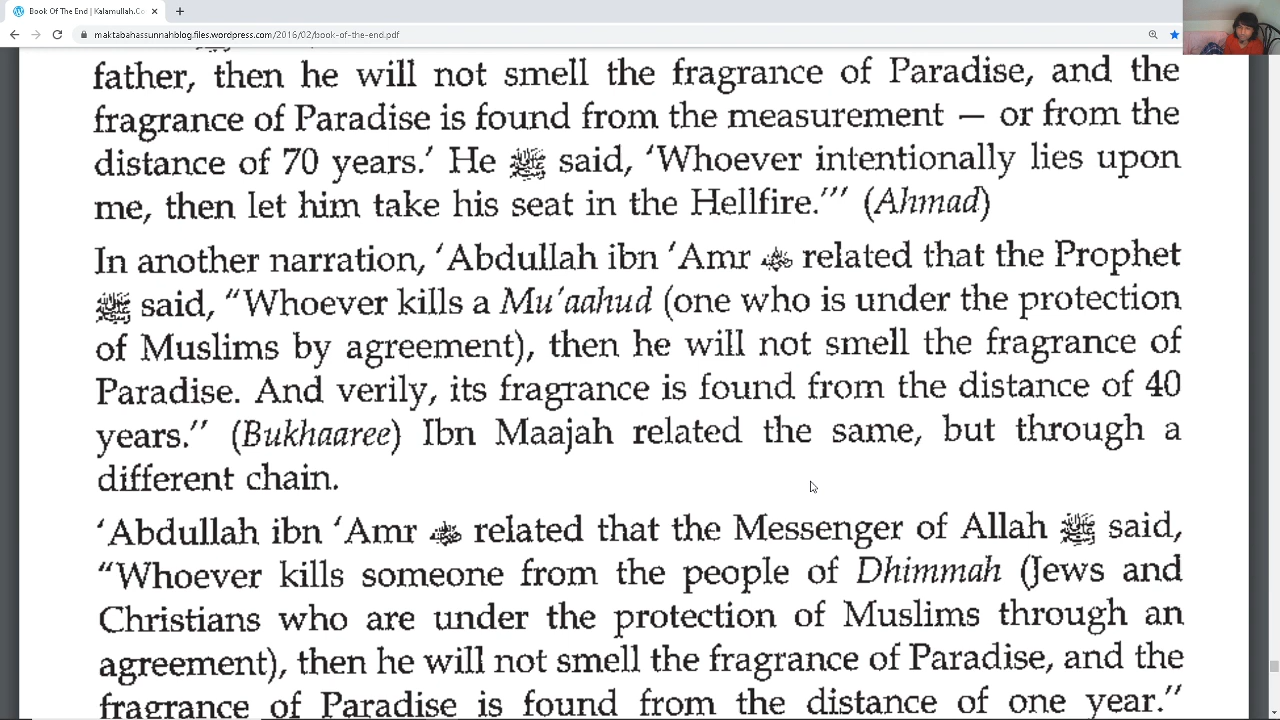 Book Of The End | Kalamullah.Co
maktabahassunnahblog.files.wordpress.com/2016/02/book-of-the-end.pdf
father, then he will not smell the fragrance of Paradise, and the
fragrance of Paradise is found from the measurement — or from the
distance of 70 years.’ He ﷺ said, ‘Whoever intentionally lies upon
me, then let him take his seat in the Hellfire.’” (Ahmad)
In another narration, ‘Abdullah ibn ‘Amr related that the Prophet
ﷺ said, “Whoever kills a Mu’aahud (one who is under the protection
of Muslims by agreement), then he will not smell the fragrance of
Paradise. And verily, its fragrance is found from the distance of 40
years.” (Bukhaaree) Ibn Maajah related the same, but through a
different chain.
‘Abdullah ibn ‘Amr related that the Messenger of Allah ﷺ said,
“Whoever kills someone from the people of Dhimmah (Jews and
Christians who are under the protection of Muslims through an
agreement), then he will not smell the fragrance of Paradise, and the
fragrance of Paradise is found from the distance of one year.”